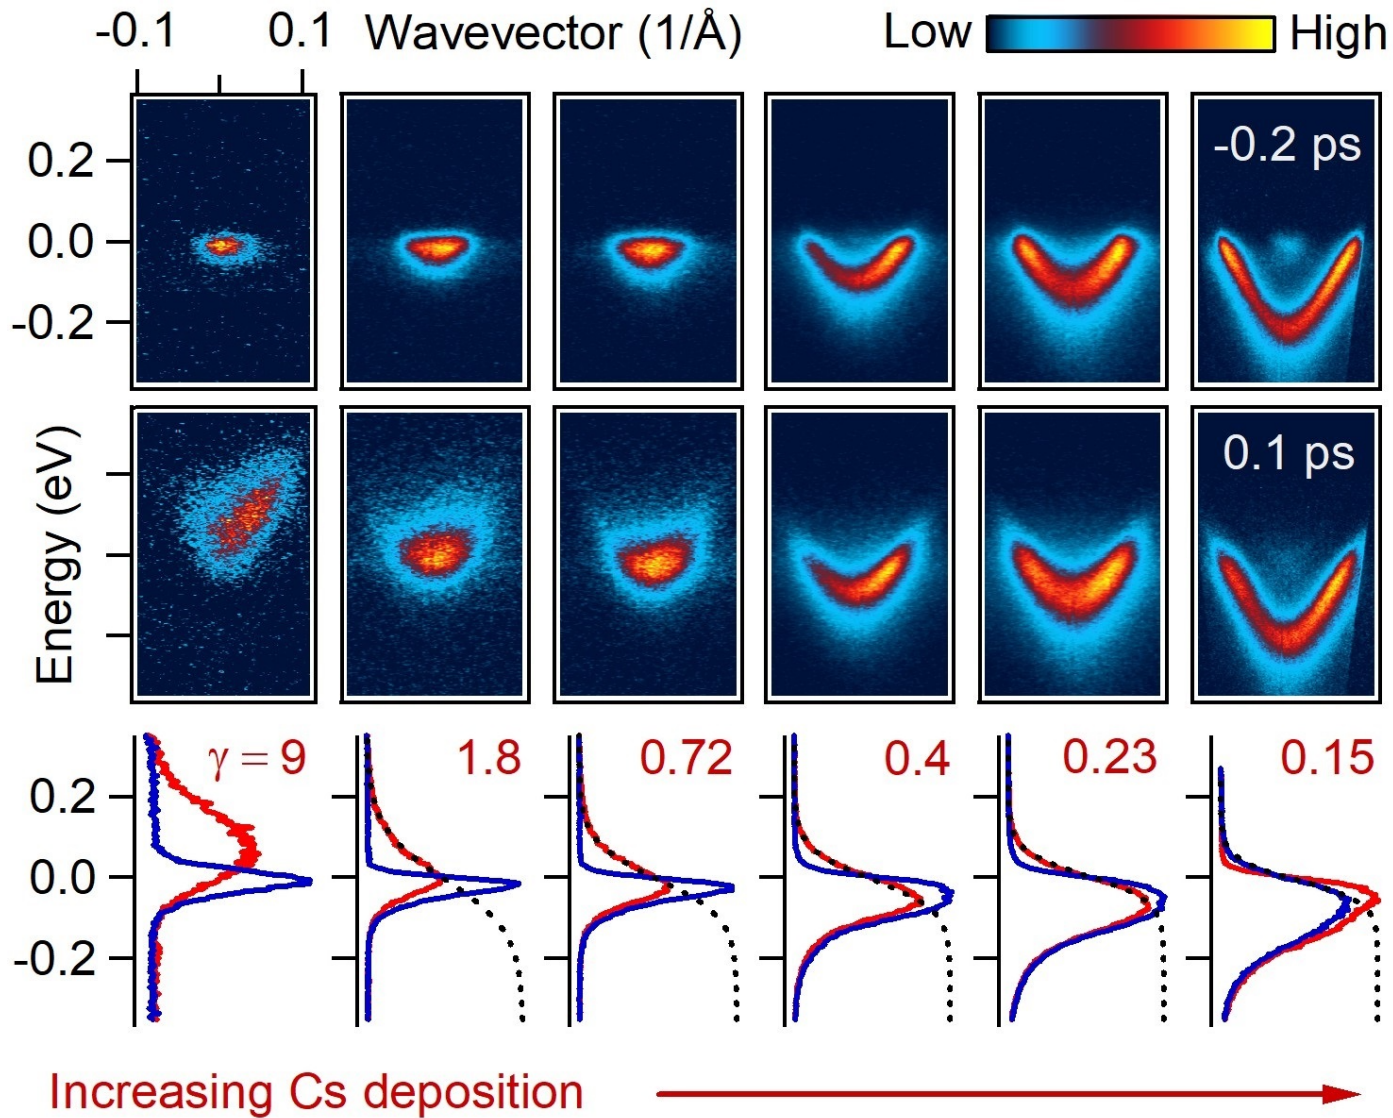 -0.1 0.1 Wavevector (1/Å) Low High
0.2
0.0
-0.2
-0.2 ps
Energy (eV)
0.1 ps
γ = 9 1.8 0.72 0.4 0.23 0.15
0.2
0.0
-0.2
Increasing Cs deposition